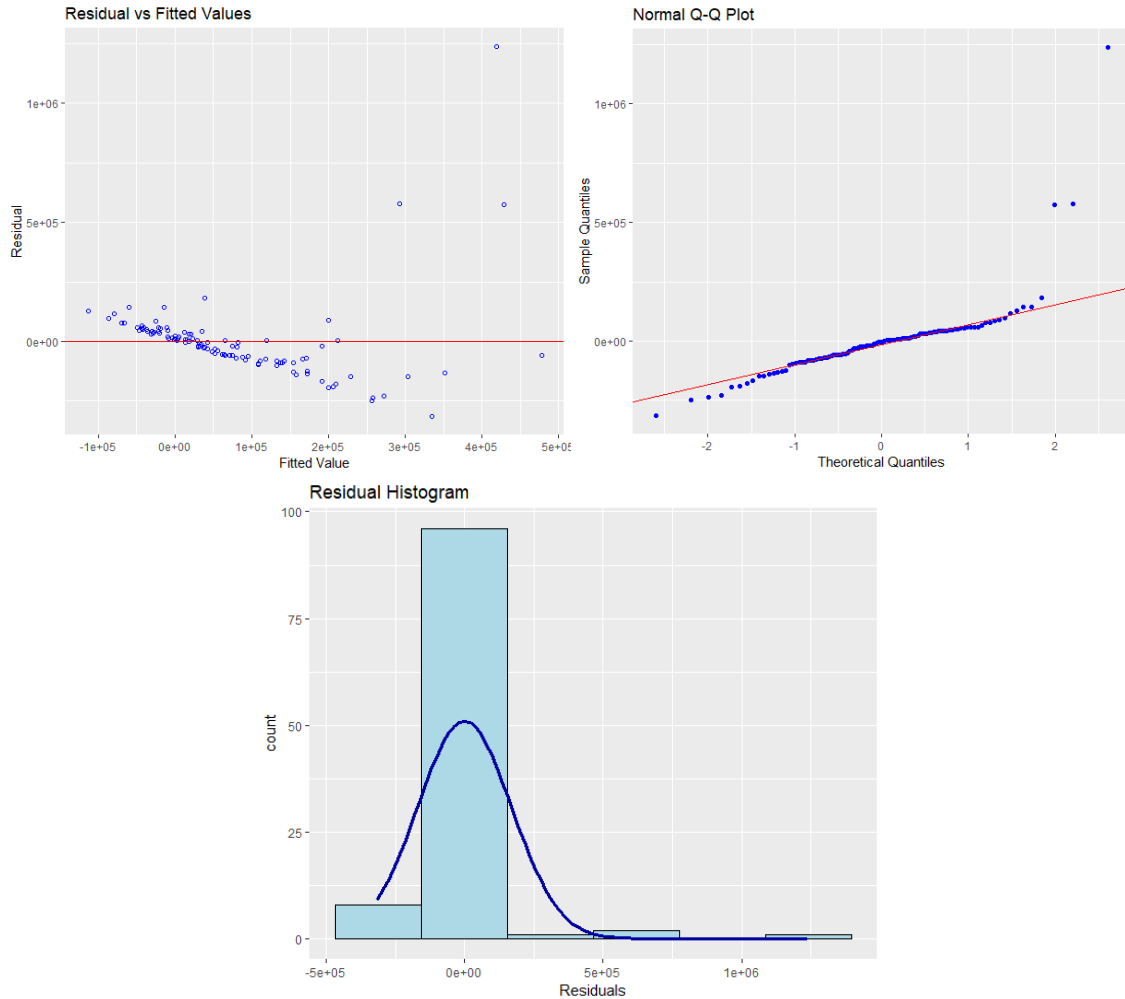 Residual vs Fitted Values
1e+06
5e+05
0e+00
Residual
-1e+05
0e+00
1e+05
2e+05
3e+05
4e+05
5e+05
Fitted Value
Normal Q-Q Plot
1e+06
5e+05
0e+00
Sample Quantiles
-2
-1
0
1
2
Theoretical Quantiles
Residual Histogram
100
75
50
25
0
count
-5e+05
0e+00
5e+05
1e+06
Residuals